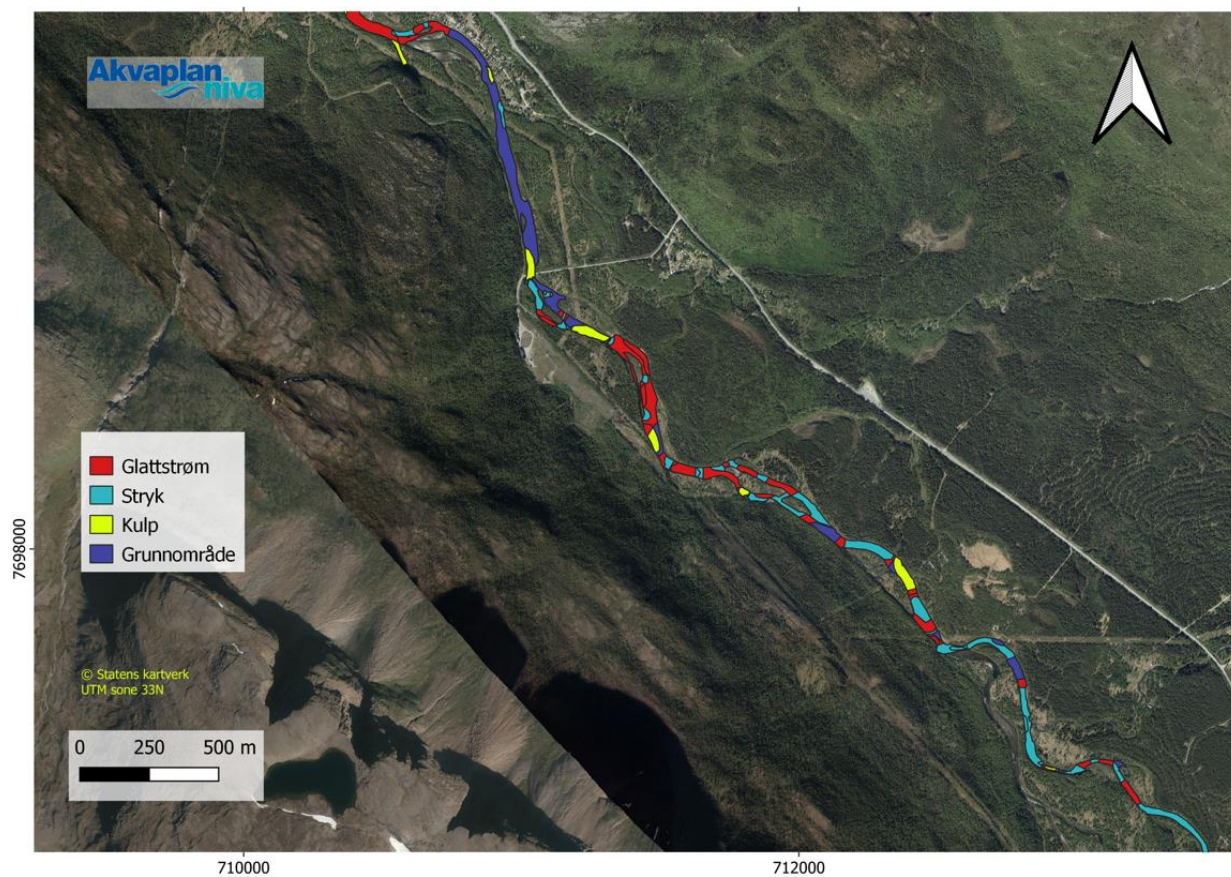 Akvaplan
niva
Glattstrøm
Stryk
Kulp
Grunnområde
7698000
© Statens kartverk
UTM sone 33N
0 250 500 m
710000 712000